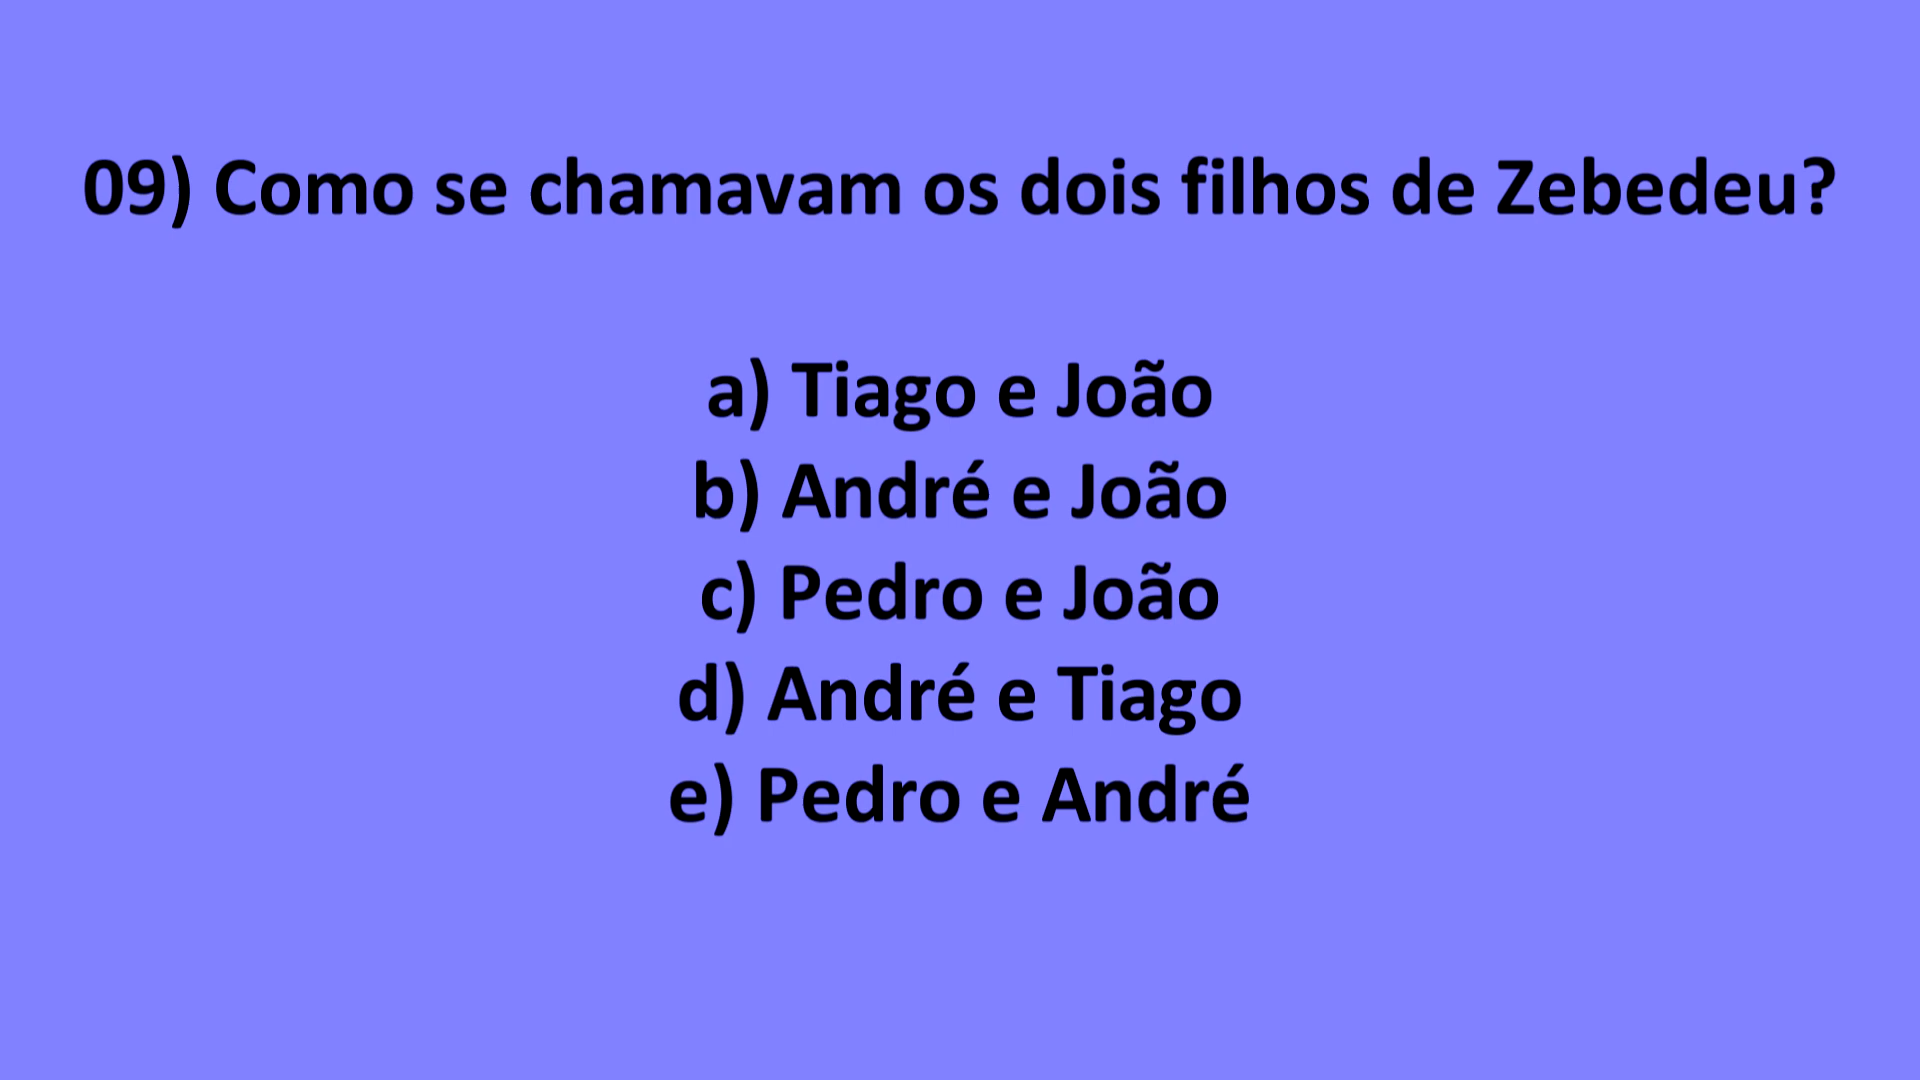 09) Como se chamavam os dois filhos de Zebedeu?
a) Tiago e João
b) André e João
c) Pedro e João
d) André e Tiago
e) Pedro e André